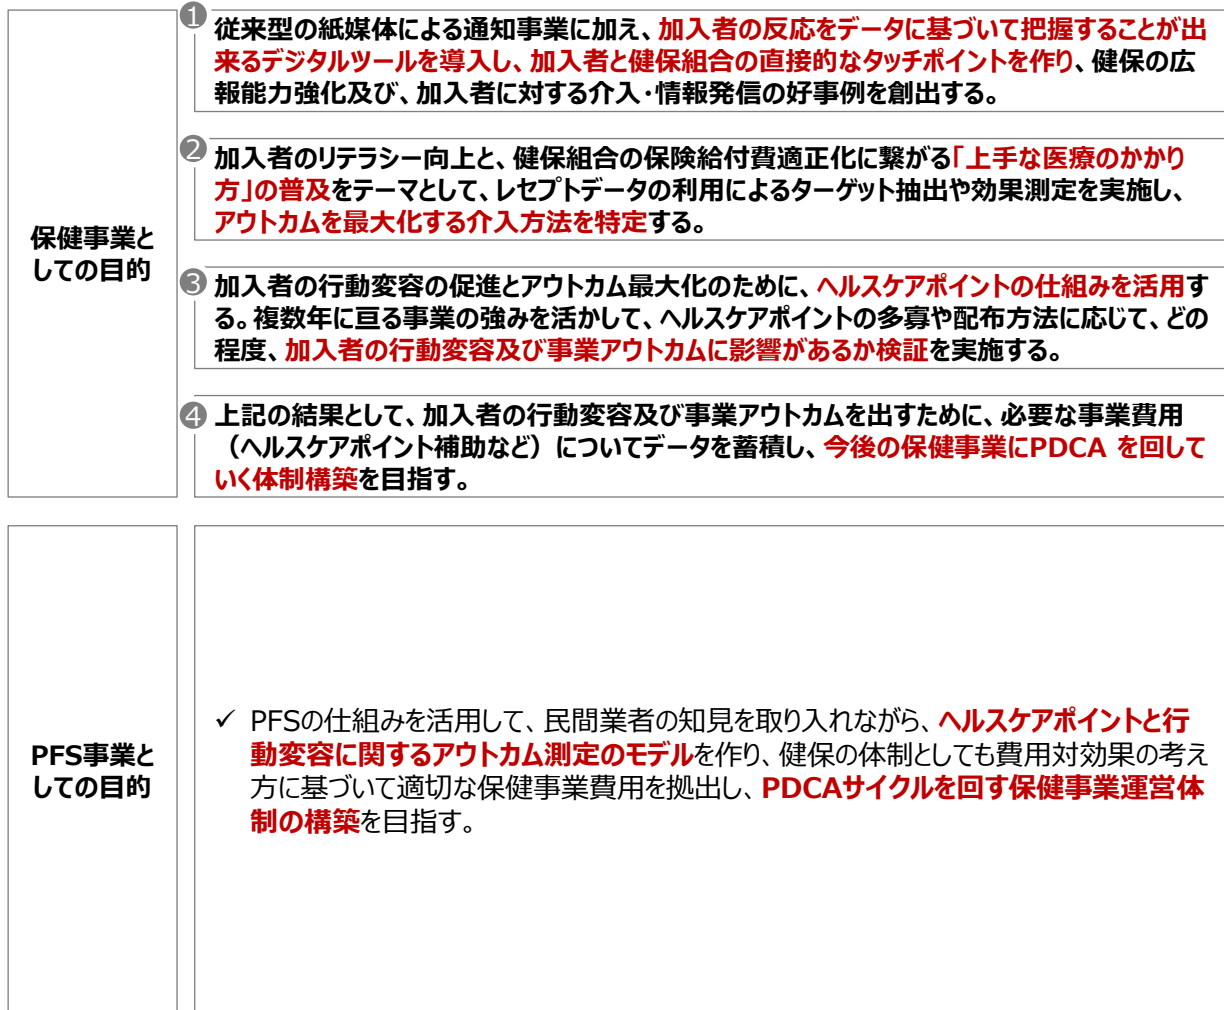 保健事業と
しての目的
1
従来型の紙媒体による通知事業に加え、加入者の反応をデータに基づいて把握することが出
来るデジタルツールを導入し、加入者と健保組合の直接的なタッチポイントを作り、健保の広
報能力強化及び、加入者に対する介入・情報発信の好事例を創出する。
2
加入者のリテラシー向上と、健保組合の保険給付費適正化に繋がる「上手な医療のかかり
方」の普及をテーマとして、レセプトデータの利用によるターゲット抽出や効果測定を実施し、
アウトカムを最大化する介入方法を特定する。
3
加入者の行動変容の促進とアウトカム最大化のために、ヘルスケアポイントの仕組みを活用す
る。複数年に亘る事業の強みを活かして、ヘルスケアポイントの多寡や配布方法に応じて、どの
程度、加入者の行動変容及び事業アウトカムに影響があるか検証を実施する。
4
上記の結果として、加入者の行動変容及び事業アウトカムを出すために、必要な事業費用
（ヘルスケアポイント補助など）についてデータを蓄積し、今後の保健事業にPDCA を回して
いく体制構築を目指す。
PFS事業と
しての目的
✓ PFSの仕組みを活用して、民間業者の知見を取り入れながら、ヘルスケアポイントと行
動変容に関するアウトカム測定のモデルを作り、健保の体制としても費用対効果の考え
方に基づいて適切な保健事業費用を拠出し、PDCAサイクルを回す保健事業運営体
制の構築を目指す。